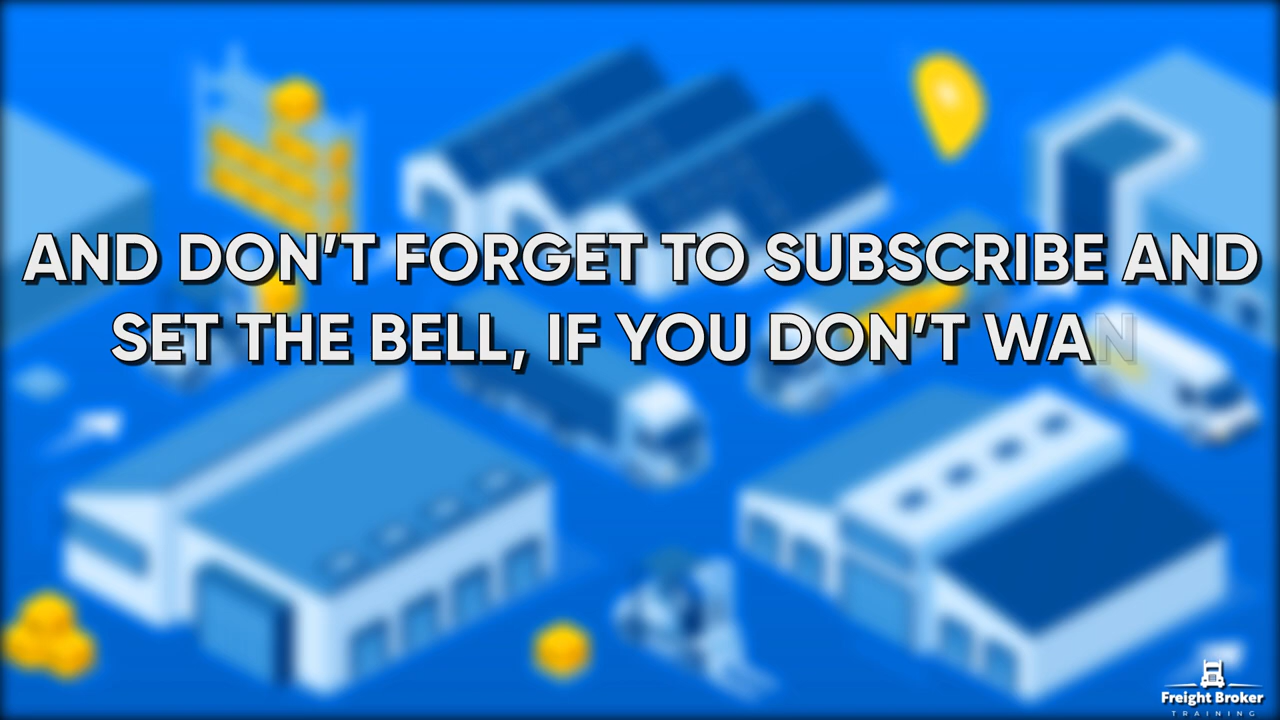 AND DON'T FORGET TO SUBSCRIBE AND
SET THE BELL, IF YOU DON'T WAN
Freight Broker
TRAINING